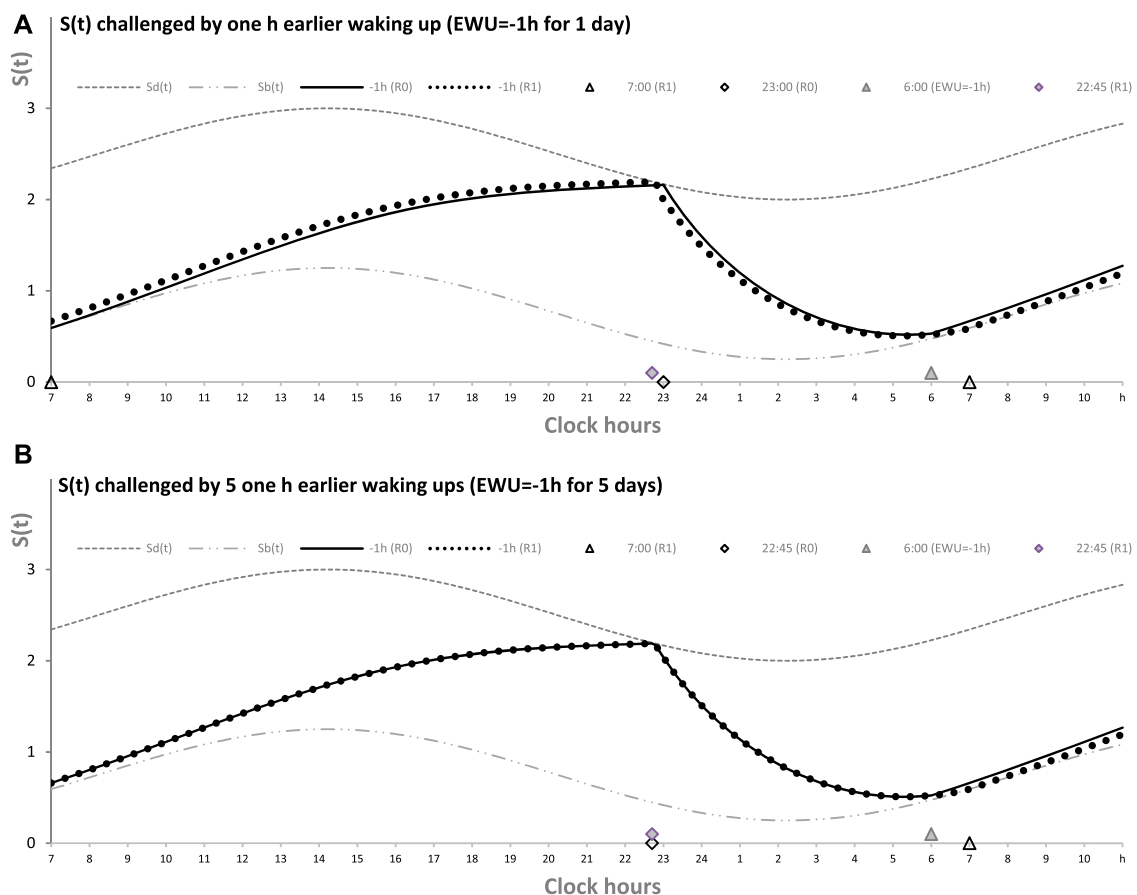 A
S(t) challenged by one h earlier waking up (EWU=-1h for 1 day)
S(t)
Sd(t) Sb(t) -1h (R0) -1h (R1) 7:00 (R1) 23:00 (R0) 6:00 (EWU=-1h) 22:45 (R1)
3
2
1
0
7 8 9 10 11 12 13 14 15 16 17 18 19 20 21 22 23 24 1 2 3 4 5 6 7 8 9 10 h
Clock hours
B
S(t) challenged by 5 one h earlier waking ups (EWU=-1h for 5 days)
S(t)
Sd(t) Sb(t) -1h (R0) -1h (R1) 7:00 (R1) 22:45 (R0) 6:00 (EWU=-1h) 22:45 (R1)
3
2
1
0
7 8 9 10 11 12 13 14 15 16 17 18 19 20 21 22 23 24 1 2 3 4 5 6 7 8 9 10 h
Clock hours